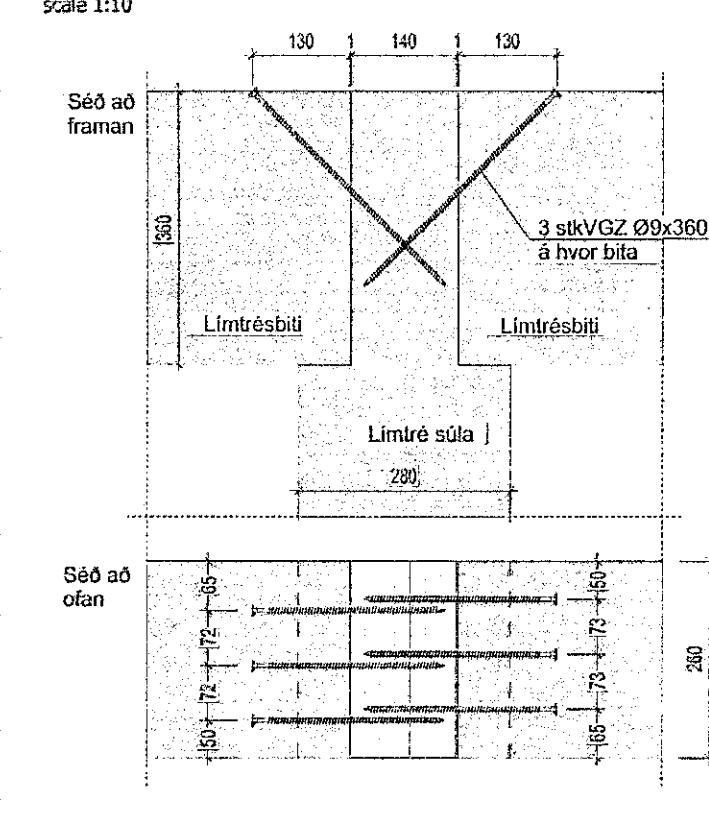 scale 1:10
130 1 140 1 130
Séð að
framan
360
3 stkVGZ Ø9x360
á hvor bita
Límtrésbiti
Límtrésbiti
Límtré súla
280
Séð að
ofan
65
72
72
50
50
73
73
65
260